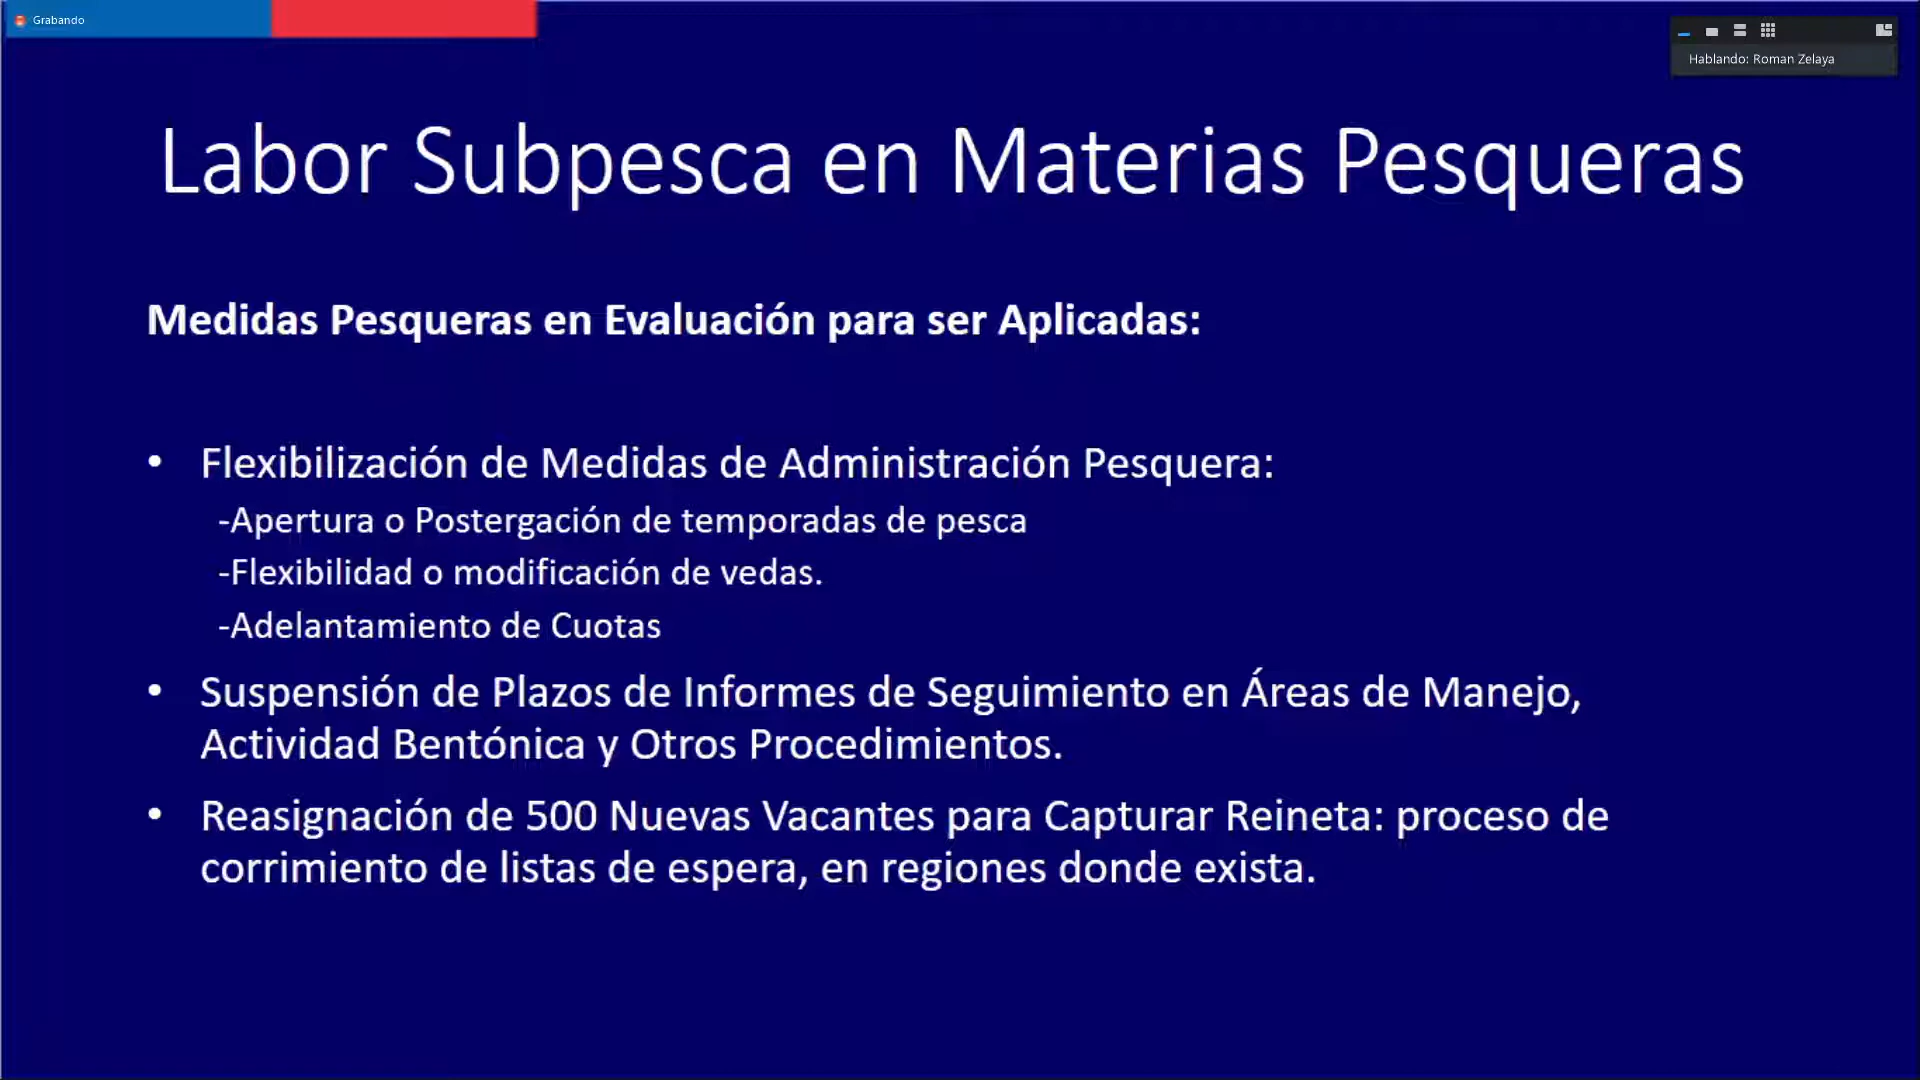 Grabando
Hablando: Roman Zelaya
Labor Subpesca en Materias Pesqueras
Medidas Pesqueras en Evaluación para ser Aplicadas:
• Flexibilización de Medidas de Administración Pesquera:
-Apertura o Postergación de temporadas de pesca
-Flexibilidad o modificación de vedas.
-Adelantamiento de Cuotas
• Suspensión de Plazos de Informes de Seguimiento en Áreas de Manejo,
Actividad Bentónica y Otros Procedimientos.
• Reasignación de 500 Nuevas Vacantes para Capturar Reineta: proceso de
corrimiento de listas de espera, en regiones donde exista.